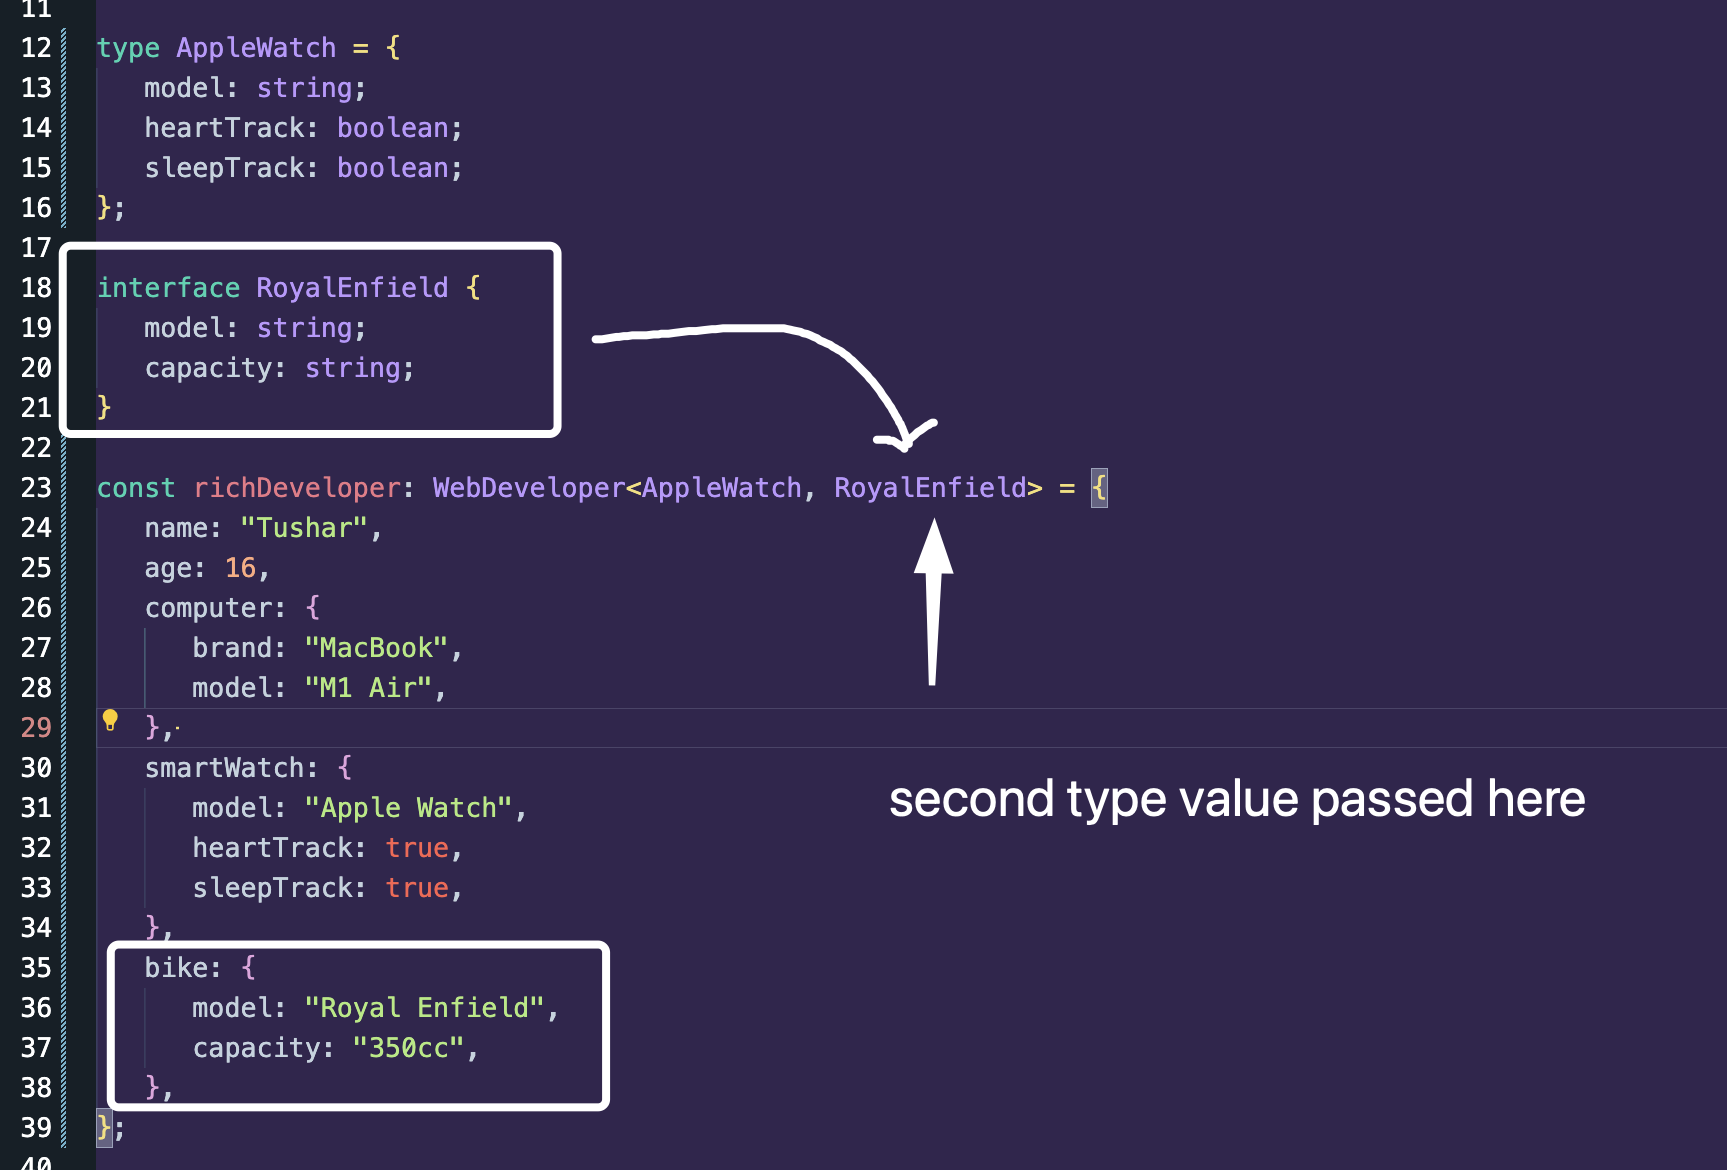 11
12 type AppleWatch = {
13 model: string;
14 heartTrack: boolean;
15 sleepTrack: boolean;
16 };
17
18 interface RoyalEnfield {
19 model: string;
20 capacity: string;
21 }
22
23 const richDeveloper: WebDeveloper<AppleWatch, RoyalEnfield> = {
24 name: "Tushar",
25 age: 16,
26 computer: {
27 brand: "MacBook",
28 model: "M1 Air",
29 },
30 smartWatch: {
31 model: "Apple Watch",
second type value passed here
32 heartTrack: true,
33 sleepTrack: true,
34 },
35 bike: {
36 model: "Royal Enfield",
37 capacity: "350cc",
38 },
39 };
40